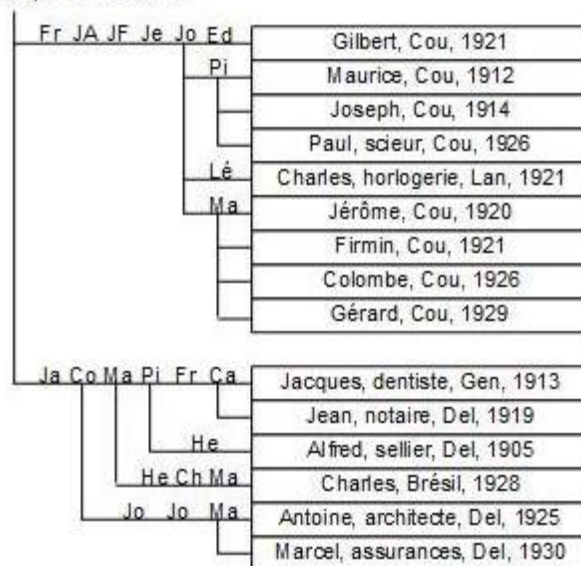 Fr JA JF Je Jo Ed Gilbert, Cou, 1921
Pi Maurice, Cou, 1912
Joseph, Cou, 1914
Paul, scieur, Cou, 1926
Lé Charles, horlogerie, Lan, 1921
Ma Jérôme, Cou, 1920
Firmin, Cou, 1921
Colombe, Cou, 1926
Gérard, Cou, 1929
Ja Co Ma Pi Fr Ca Jacques, dentiste, Gen, 1913
Jean, notaire, Del, 1919
He Alfred, sellier, Del, 1905
He Ch Ma Charles, Brésil, 1928
Jo Jo Ma Antoine, architecte, Del, 1925
Marcel, assurances, Del, 1930